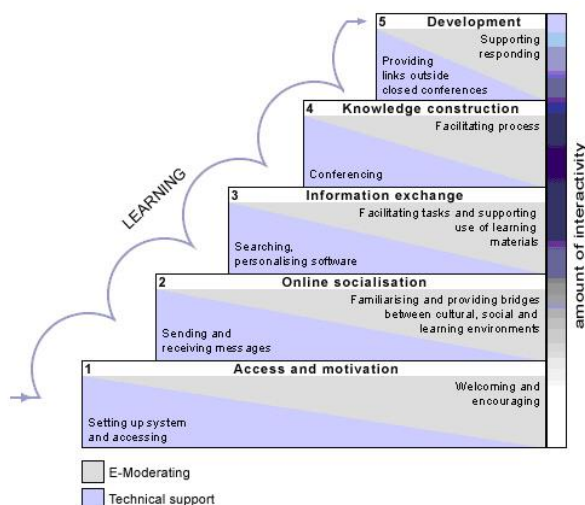 5 Development
Supporting
responding
Providing
links outside
closed conferences
4 Knowledge construction
Facilitating process
Conferencing
3 Information exchange
Facilitating tasks and supporting
use of learning
materials
Searching,
personalising software
2 Online socialisation
Familiarising and providing bridges
between cultural, social and
learning environments
Sending and
receiving messages
1 Access and motivation
Welcoming and
encouraging
Setting up system
and accessing
LEARNING
amount of interactivity
E-Moderating
Technical support